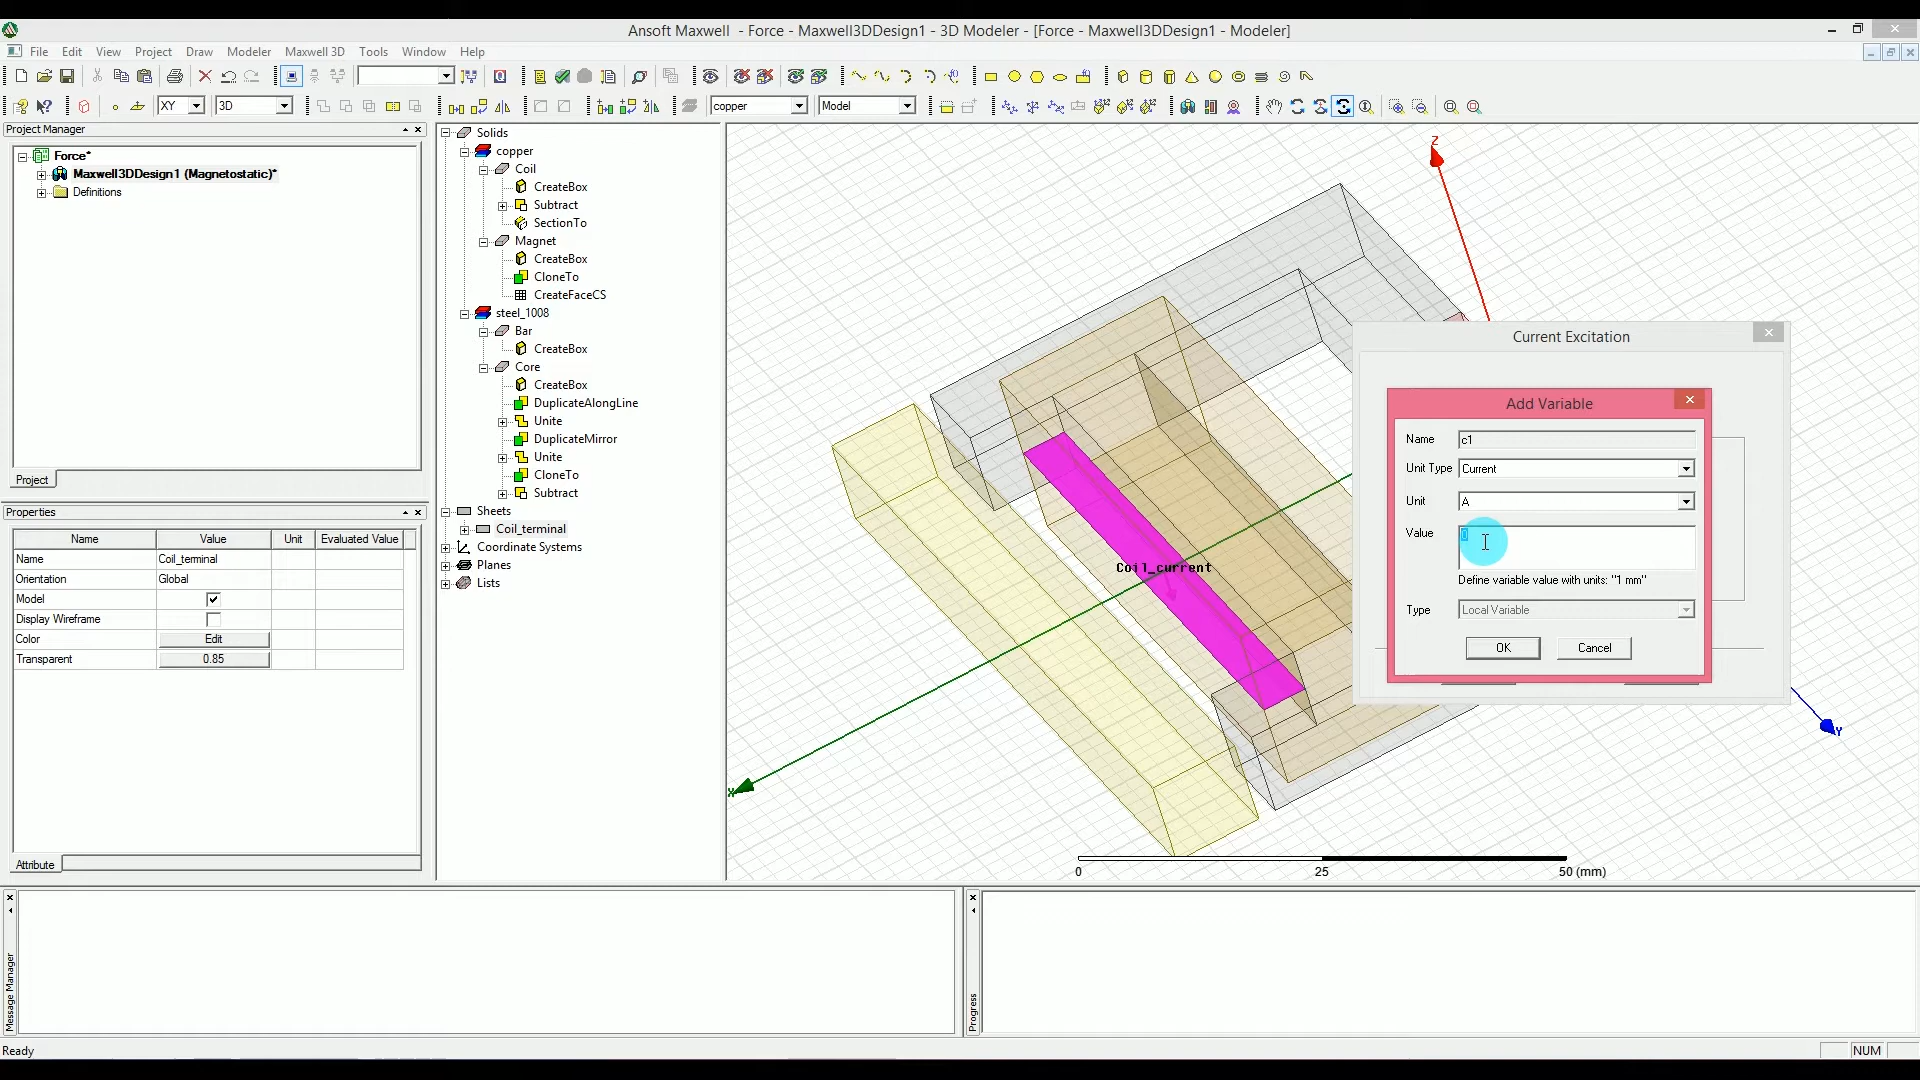 Ansoft Maxwell - Force - Maxwell3DDesign1 - 3D Modeler - [Force - Maxwell3DDesign1 - Modeler]
File Edit View Project Draw Modeler Maxwell 3D Tools Window Help
XY 3D copper Model
Project Manager
Force*
Maxwell3DDesign1 (Magnetostatic)*
Definitions
Project
Properties
Name Value Unit Evaluated Value
Name Coil_terminal
Orientation Global
Model
Display Wireframe
Color Edit
Transparent 0.85
Attribute
Solids
copper
Coil
CreateBox
Subtract
SectionTo
Magnet
CreateBox
CloneTo
CreateFaceCS
steel_1008
Bar
CreateBox
Core
CreateBox
DuplicateAlongLine
Unite
DuplicateMirror
Unite
CloneTo
Subtract
Sheets
Coil_terminal
Coordinate Systems
Planes
Lists
Z
Coil_current
X
Y
0 25 50 (mm)
Current Excitation
Add Variable
Name c1
Unit Type Current
Unit A
Value
Define variable value with units: "1 mm"
Type Local Variable
OK Cancel
Message Manager
Progress
Ready
NUM